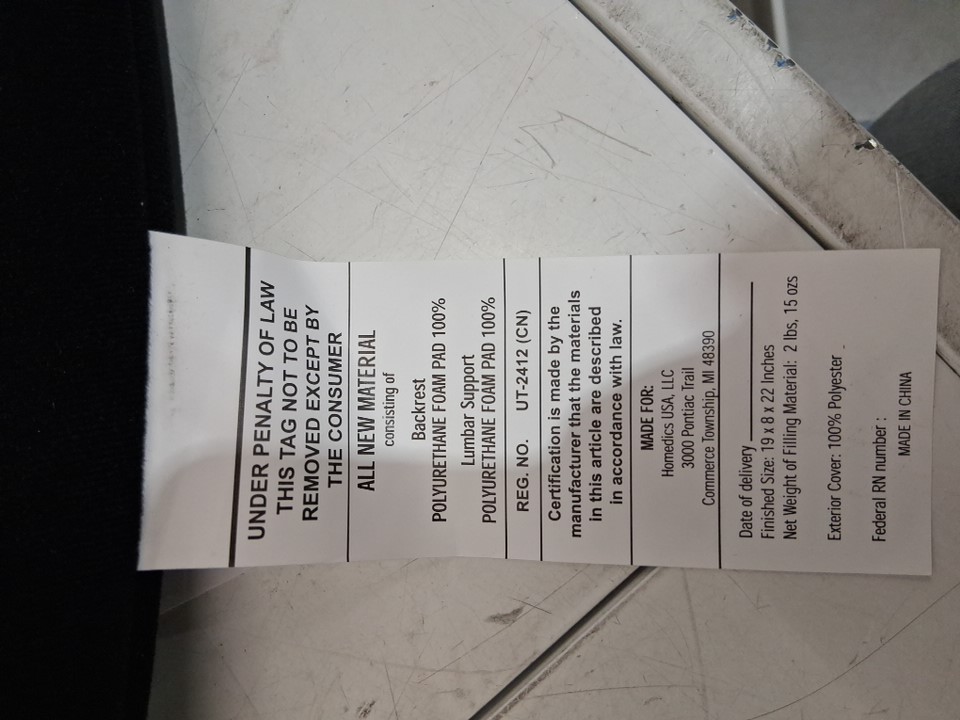 UNDER PENALTY OF LAW
THIS TAG NOT TO BE
REMOVED EXCEPT BY
THE CONSUMER
ALL NEW MATERIAL
consisting of
Backrest
POLYURETHANE FOAM PAD 100%
Lumbar Support
POLYURETHANE FOAM PAD 100%
REG. NO. UT-2412 (CN)
Certification is made by the
manufacturer that the materials
in this article are described
in accordance with law.
MADE FOR:
Homedics USA, LLC
3000 Pontiac Trail
Commerce Township, MI 48390
Date of delivery
Finished Size: 19 x 8 x 22 Inches
Net Weight of Filling Material: 2 lbs, 15 ozs
Exterior Cover: 100% Polyester
Federal RN number :
MADE IN CHINA